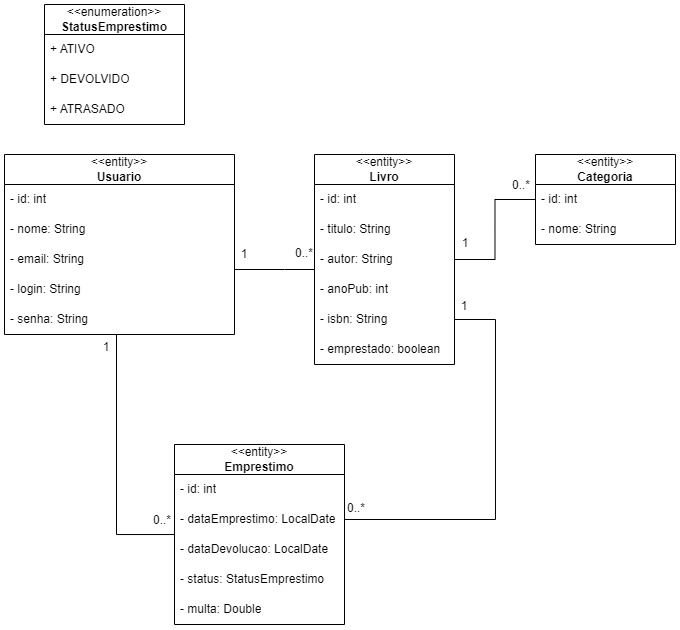 <<enumeration>>
StatusEmprestimo
+ ATIVO
+ DEVOLVIDO
+ ATRASADO
<<entity>>
Usuario
- id: int
- nome: String
- email: String
- login: String
- senha: String
<<entity>>
Livro
- id: int
- titulo: String
- autor: String
- anoPub: int
- isbn: String
- emprestado: boolean
<<entity>>
Categoria
- id: int
- nome: String
1
0..*
1
0..*
1
0..*
1
0..*
<<entity>>
Emprestimo
- id: int
- dataEmprestimo: LocalDate
- dataDevolucao: LocalDate
- status: StatusEmprestimo
- multa: Double